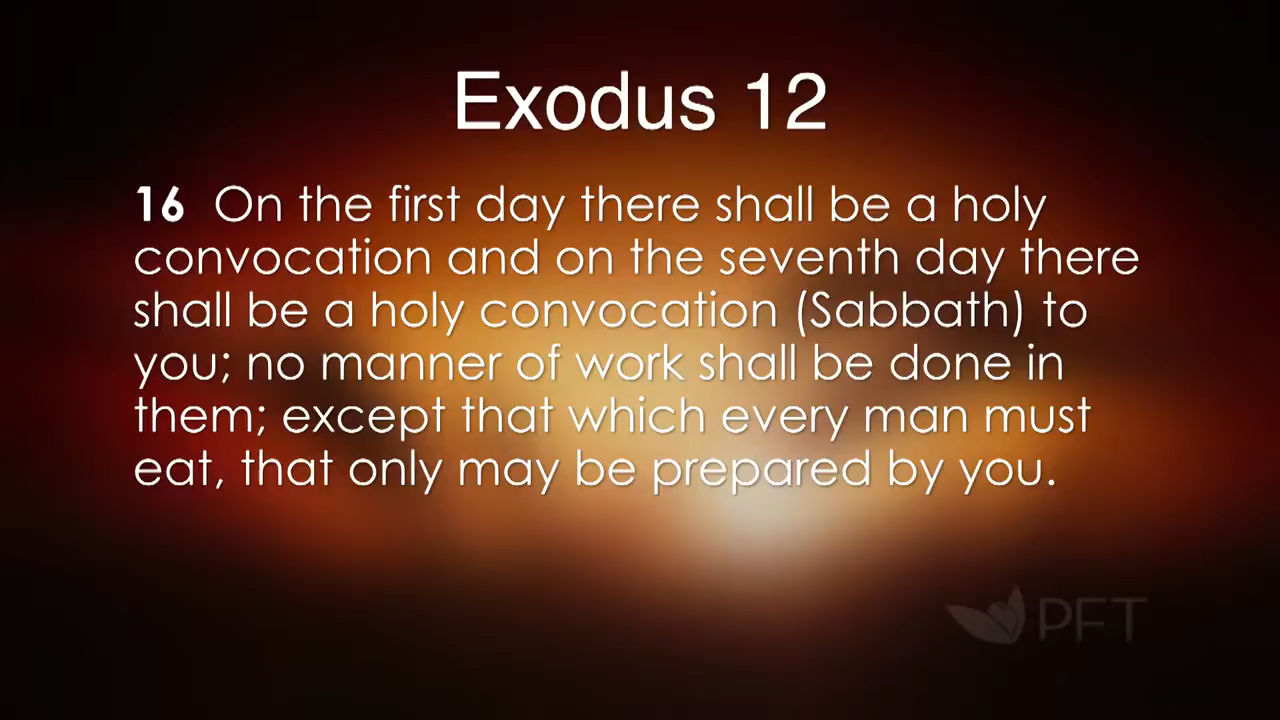 Exodus 12
16 On the first day there shall be a holy
convocation and on the seventh day there
shall be a holy convocation (Sabbath) to
you; no manner of work shall be done in
them; except that which every man must
eat, that only may be prepared by you.
PFT